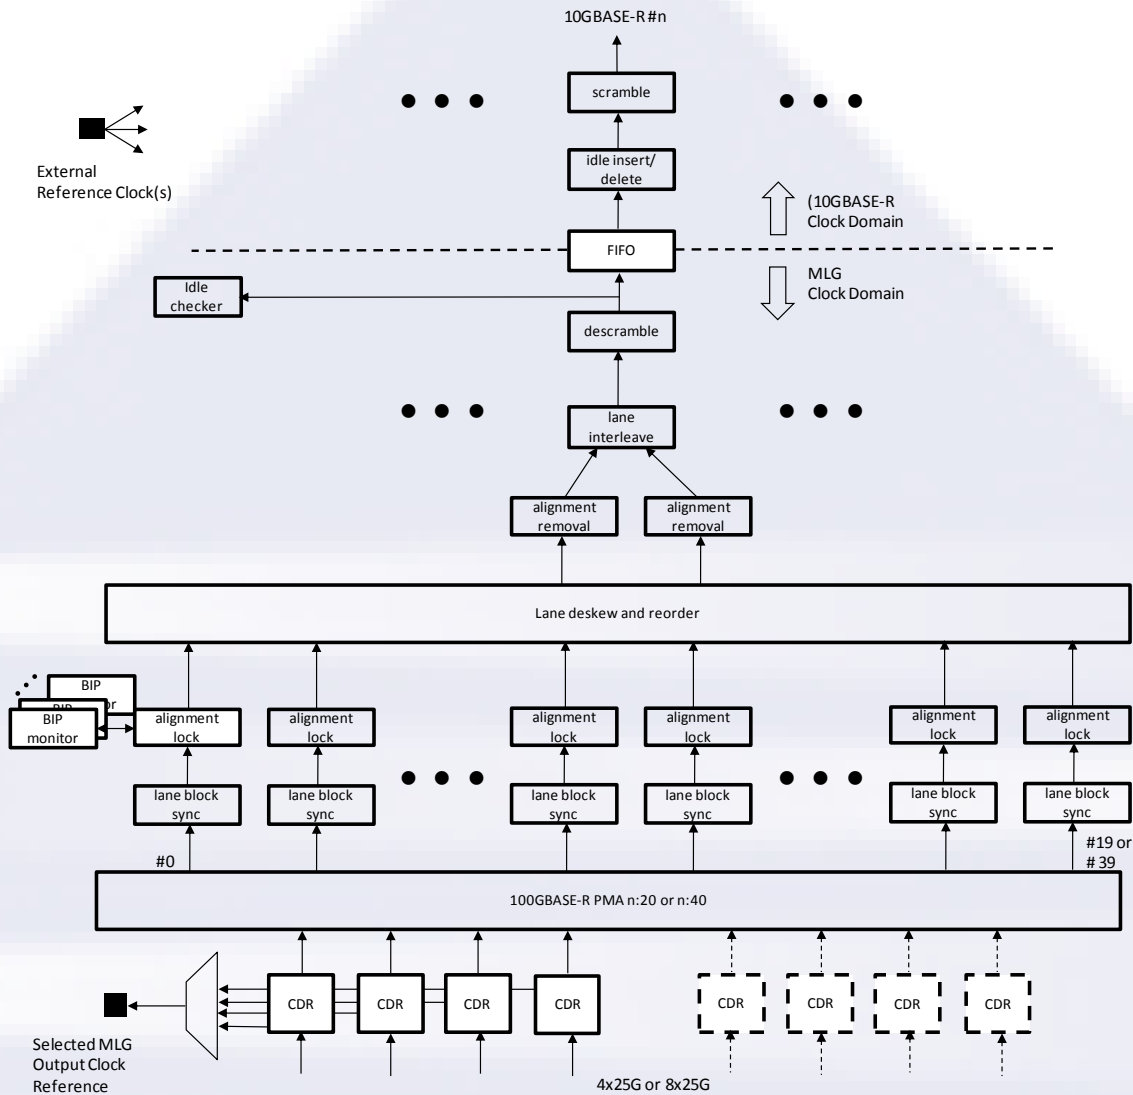 10GBASE-R #n
scramble
External
Reference Clock(s)
idle insert/
delete
(10GBASE-R
Clock Domain
FIFO
MLG
Clock Domain
Idle
checker
descramble
lane
interleave
alignment
removal
alignment
removal
Lane deskew and reorder
BIP
BIP
monitor
alignment
lock
alignment
lock
alignment
lock
alignment
lock
alignment
lock
alignment
lock
lane block
sync
lane block
sync
lane block
sync
lane block
sync
lane block
sync
lane block
sync
#0
#19 or
# 39
100GBASE-R PMA n:20 or n:40
CDR
CDR
CDR
CDR
CDR
CDR
CDR
CDR
Selected MLG
Output Clock
Reference
4x25G or 8x25G